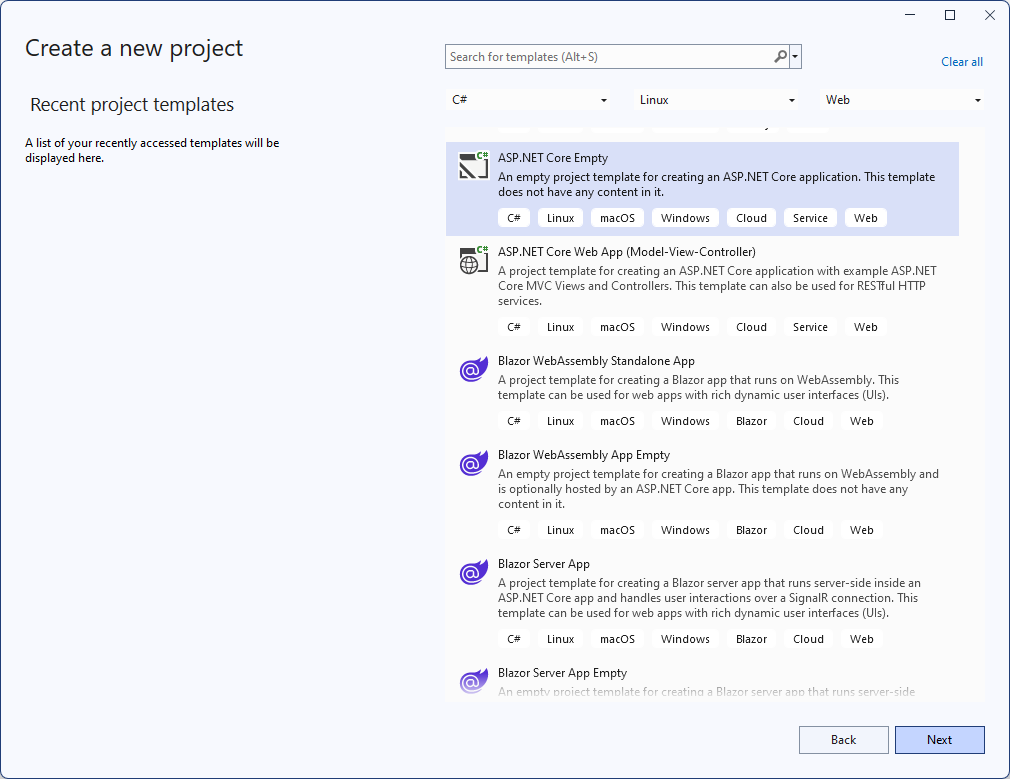 Create a new project
Search for templates (Alt+S)
Clear all
Recent project templates
C#
Linux
Web
A list of your recently accessed templates will be
displayed here.
C#
ASP.NET Core Empty
An empty project template for creating an ASP.NET Core application. This template
does not have any content in it.
C# Linux macOS Windows Cloud Service Web
C#
ASP.NET Core Web App (Model-View-Controller)
A project template for creating an ASP.NET Core application with example ASP.NET
Core MVC Views and Controllers. This template can also be used for RESTful HTTP
services.
C# Linux macOS Windows Cloud Service Web
@
Blazor WebAssembly Standalone App
A project template for creating a Blazor app that runs on WebAssembly. This
template can be used for web apps with rich dynamic user interfaces (UIs).
C# Linux macOS Windows Blazor Cloud Web
@
Blazor WebAssembly App Empty
An empty project template for creating a Blazor app that runs on WebAssembly and
is optionally hosted by an ASP.NET Core app. This template does not have any
content in it.
C# Linux macOS Windows Blazor Cloud Web
@
Blazor Server App
A project template for creating a Blazor server app that runs server-side inside an
ASP.NET Core app and handles user interactions over a SignalR connection. This
template can be used for web apps with rich dynamic user interfaces (UIs).
C# Linux macOS Windows Blazor Cloud Web
@
Blazor Server App Empty
An empty project template for creating a Blazor server app that runs server-side
Back
Next